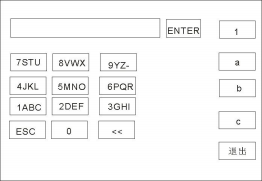 ENTER 1
7STU 8VWX 9YZ- a
4JKL 5MNO 6PQR b
1ABC 2DEF 3GHI
ESC 0 << c
退出